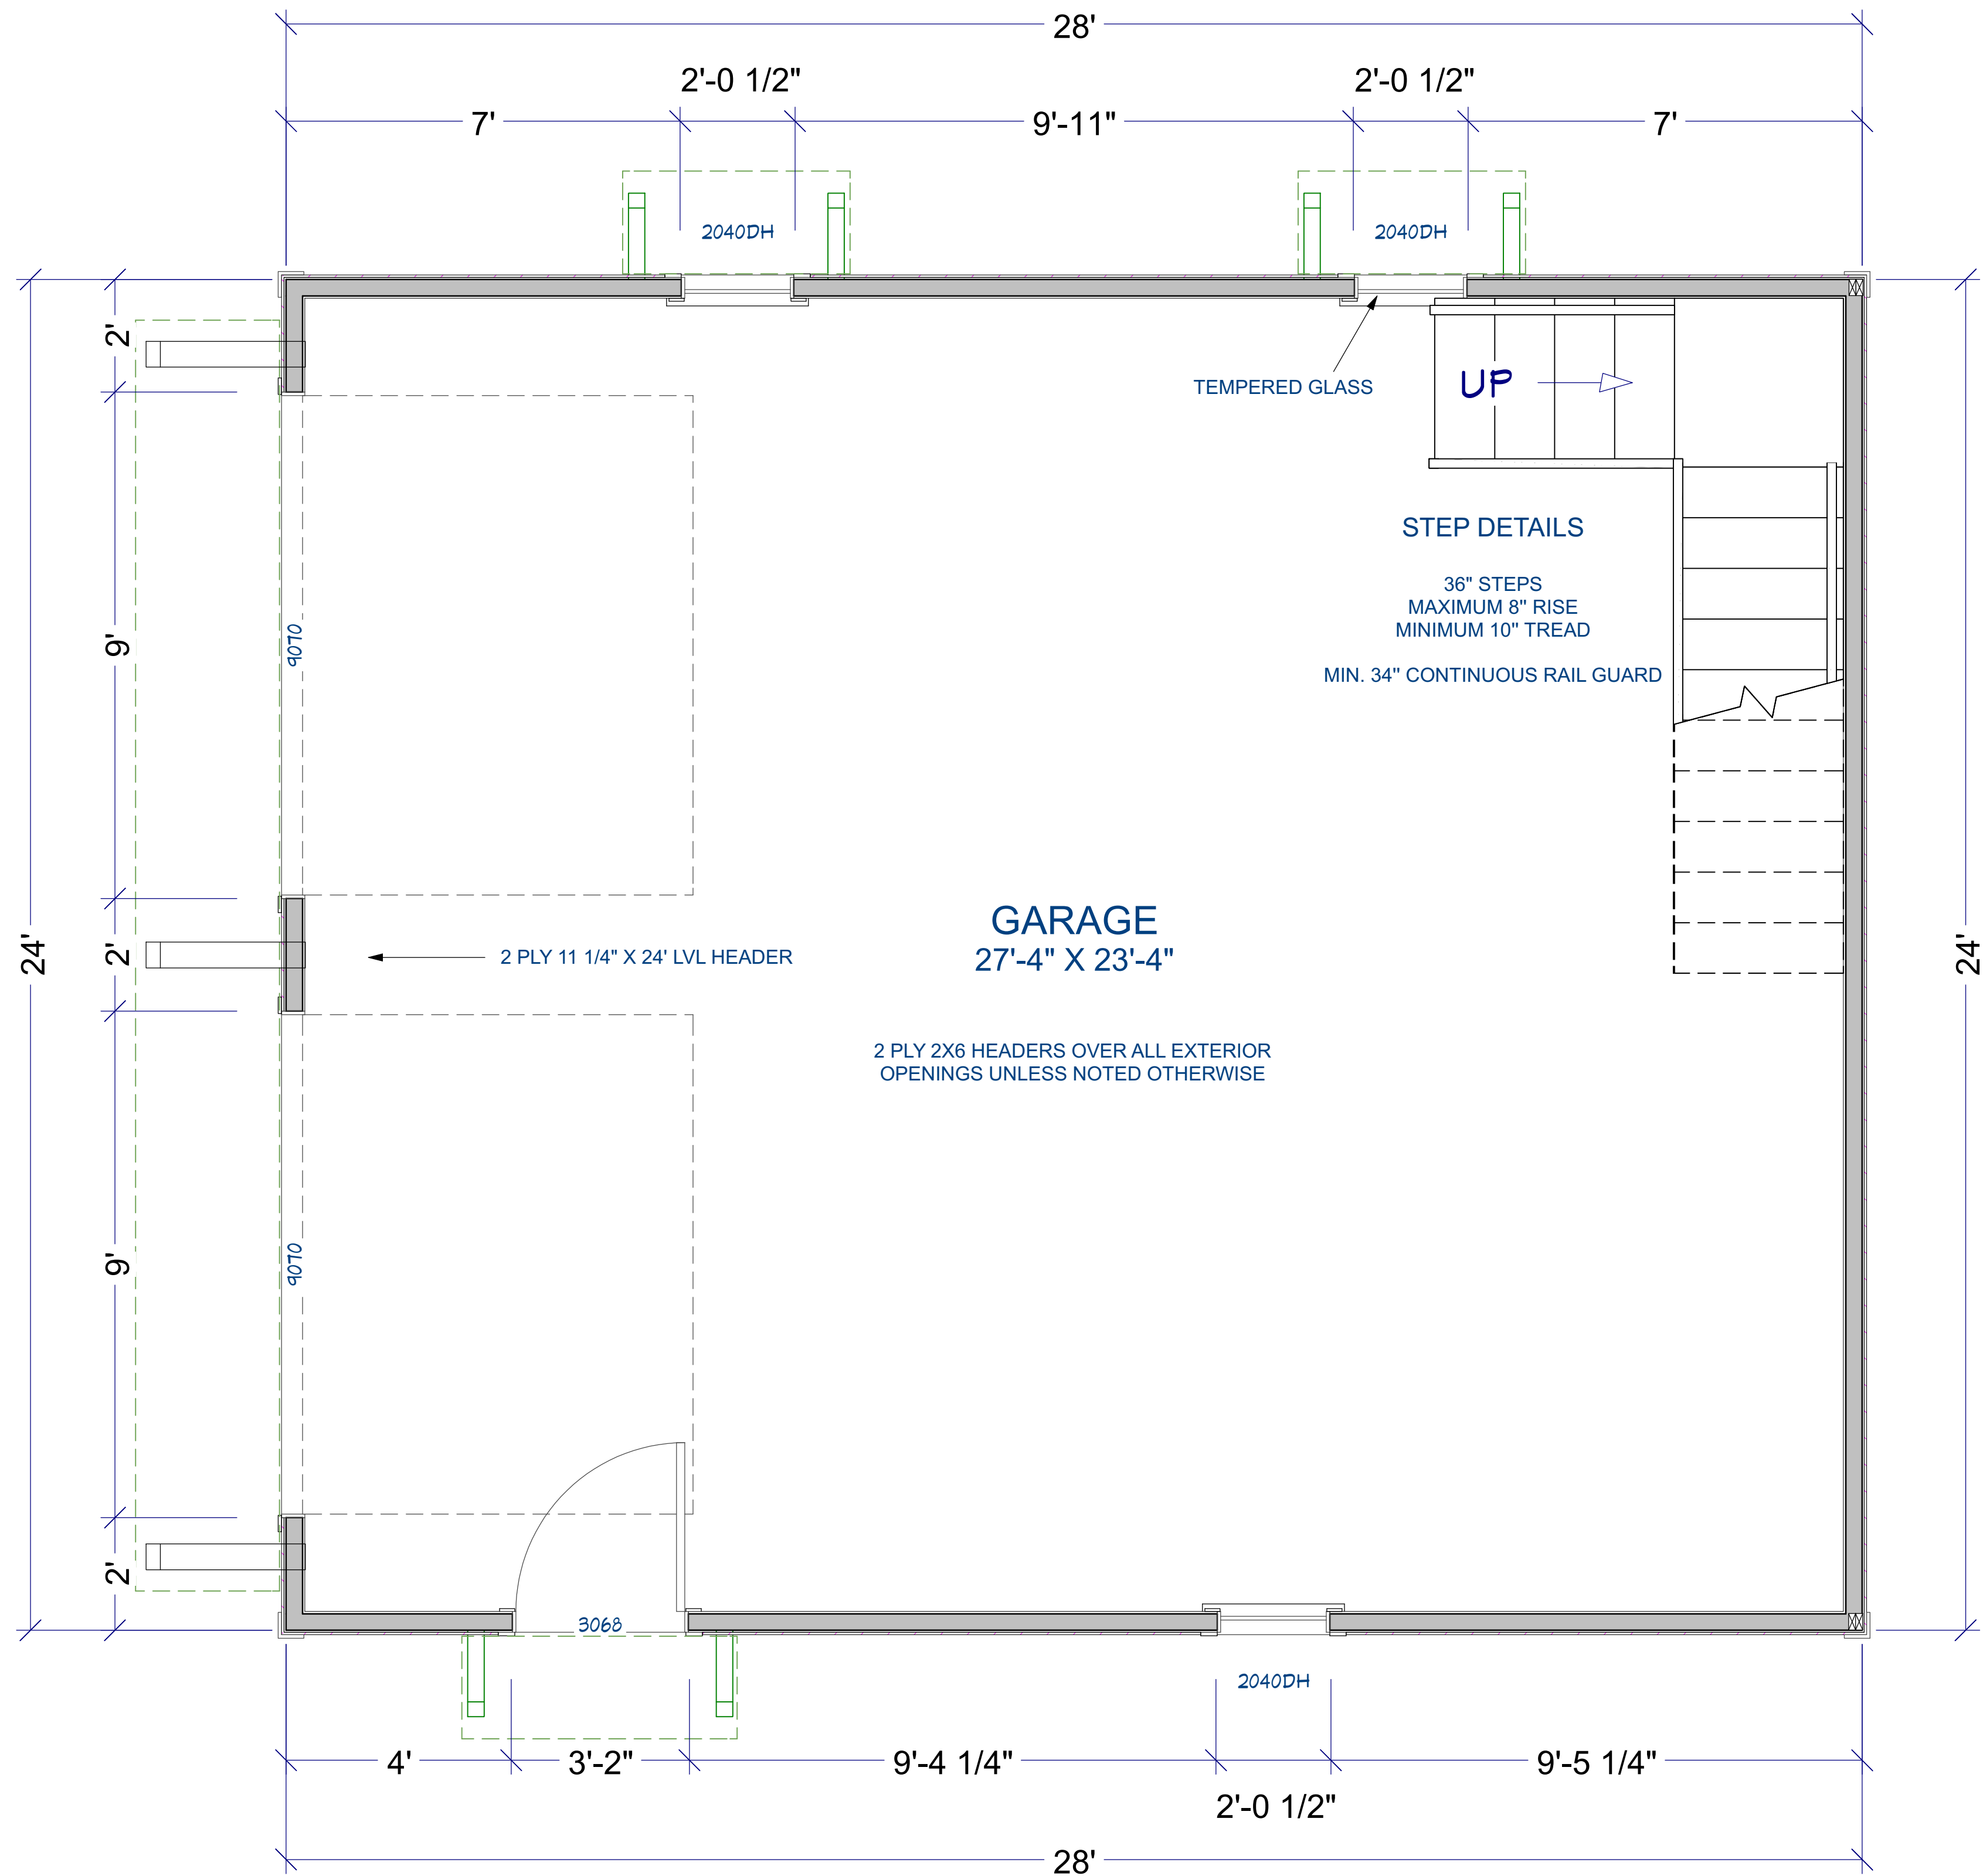 28'
2'-0 1/2"
2'-0 1/2"
7'
9'-11"
7'
2040DH
2040DH
2'
TEMPERED GLASS
UP
STEP DETAILS
36" STEPS
MAXIMUM 8" RISE
MINIMUM 10" TREAD
MIN. 34" CONTINUOUS RAIL GUARD
9'
9070
24'
2'
2 PLY 11 1/4" X 24' LVL HEADER
GARAGE
27'-4" X 23'-4"
24'
2 PLY 2X6 HEADERS OVER ALL EXTERIOR
OPENINGS UNLESS NOTED OTHERWISE
9'
9070
2'
3068
2040DH
4'
3'-2"
9'-4 1/4"
9'-5 1/4"
2'-0 1/2"
28'